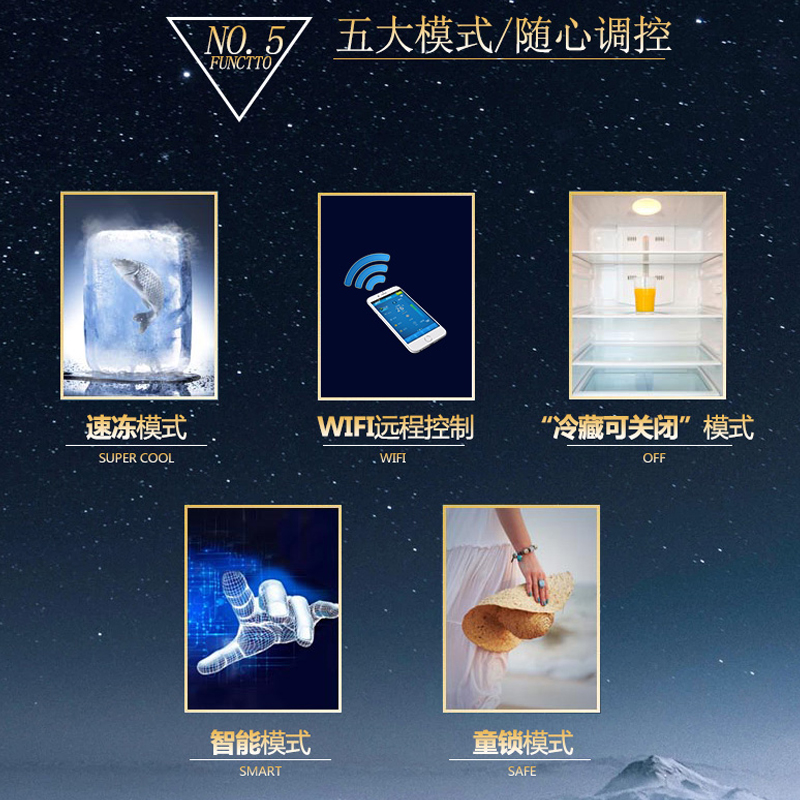 NO. 5
FUNCTTO
五大模式/随心调控
速冻模式
SUPER COOL
WIFI远程控制
WIFI
“冷藏可关闭”模式
OFF
智能模式
SMART
童锁模式
SAFE